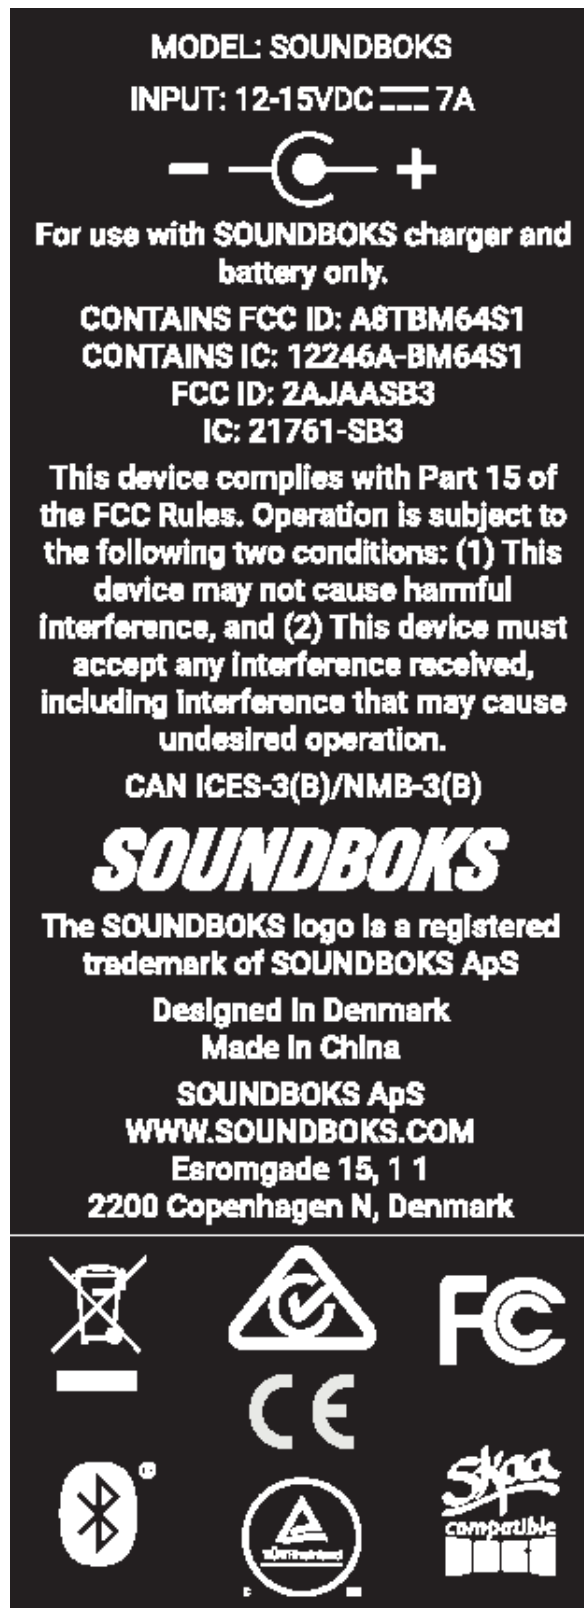 MODEL: SOUNDBOKS
INPUT: 12-15VDC 7A
- +
For use with SOUNDBOKS charger and
battery only.
CONTAINS FCC ID: A8TBM64S1
CONTAINS IC: 12246A-BM64S1
FCC ID: 2AJAASB3
IC: 21761-SB3
This device complies with Part 15 of
the FCC Rules. Operation is subject to
the following two conditions: (1) This
device may not cause harmful
interference, and (2) This device must
accept any interference received,
including interference that may cause
undesired operation.
CAN ICES-3(B)/NMB-3(B)
SOUNDBOKS
The SOUNDBOKS logo is a registered
trademark of SOUNDBOKS ApS
Designed in Denmark
Made in China
SOUNDBOKS ApS
WWW.SOUNDBOKS.COM
Esromgade 15, 1 1
2200 Copenhagen N, Denmark
FC
CE
Skaa
compatible